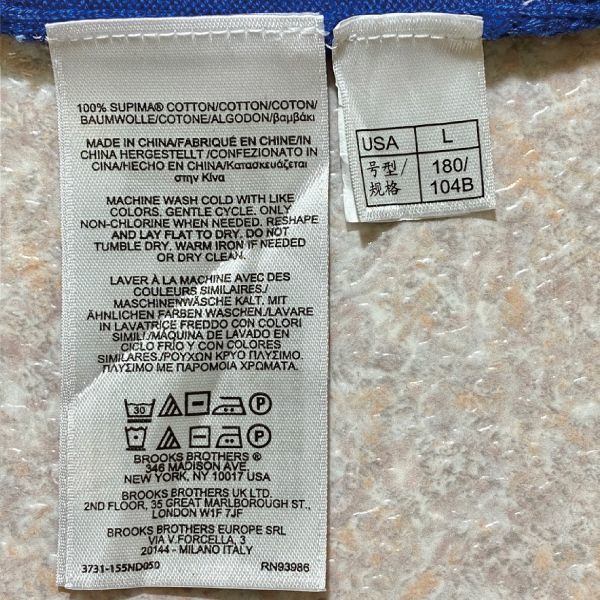 100% SUPIMA® COTTON/COTTON/COTON/
BAUMWOLLE/COTONE/ALGODON/βαμβάκι
MADE IN CHINA/FABRIQUÉ EN CHINE/IN
CHINA HERGESTELLT/CONFEZIONATO IN
CINA/HECHO EN CHINA/Κατασκευάζεται
στην Κίνα
MACHINE WASH COLD WITH LIKE
COLORS. GENTLE CYCLE. ONLY
NON-CHLORINE WHEN NEEDED. RESHAPE
AND LAY FLAT TO DRY. DO NOT
TUMBLE DRY. WARM IRON IF NEEDED
OR DRY CLEAN.
LAVER À LA MACHINE AVEC DES
COULEURS SIMILAIRES./
MASCHINENWÄSCHE KALT. MIT
ÄHNLICHEN FARBEN WASCHEN/LAVARE
IN LAVATRICE FREDDO CON COLORI
SIMILI./MÁQUINA DE LAVADO EN
CICLO FRÍO Y CON COLORES
SIMILARES/ΡΟΥΧΩΝ ΚΡΥΟ ΠΛΥΣΙΜΟ.
ΠΛΥΣΙΜΟ ΜΕ ΠΑΡΟΜΟΙΑ ΧΡΩΜΑΤΑ.
30 P
P
BROOKS BROTHERS ®
346 MADISON AVE.
NEW YORK, NY 10017 USA
BROOKS BROTHERS UK LTD.
2ND FLOOR, 35 GREAT MARLBOROUGH ST.,
LONDON W1F 7JF
BROOKS BROTHERS EUROPE SRL
VIA V.FORCELLA, 3
20144 - MILANO ITALY
3731-155ND050 RN93986
USA L
号型/ 180/
规格 104B